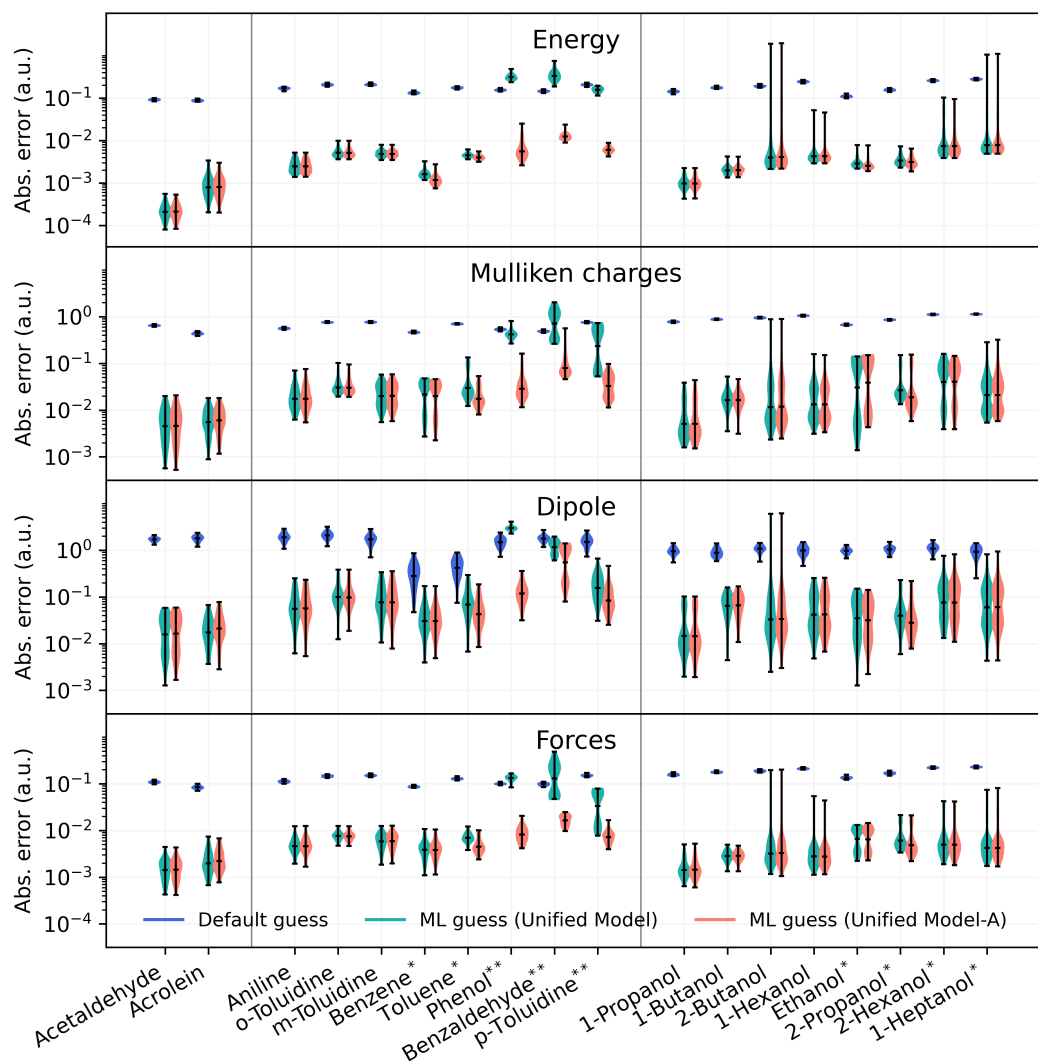 Energy
Abs. error (a.u.)
10⁻¹
10⁻²
10⁻³
10⁻⁴
Mulliken charges
Abs. error (a.u.)
10⁰
10⁻¹
10⁻²
10⁻³
Dipole
Abs. error (a.u.)
10⁰
10⁻¹
10⁻²
10⁻³
Forces
Abs. error (a.u.)
10⁻¹
10⁻²
10⁻³
10⁻⁴
Default guess
ML guess (Unified Model)
ML guess (Unified Model-A)
Acetaldehyde
Acrolein
Aniline
o-Toluidine
m-Toluidine
Benzene*
Toluene*
Phenol**
Benzaldehyde**
p-Toluidine**
1-Propanol
1-Butanol
2-Butanol
1-Hexanol
Ethanol*
2-Propanol*
2-Hexanol*
1-Heptanol*